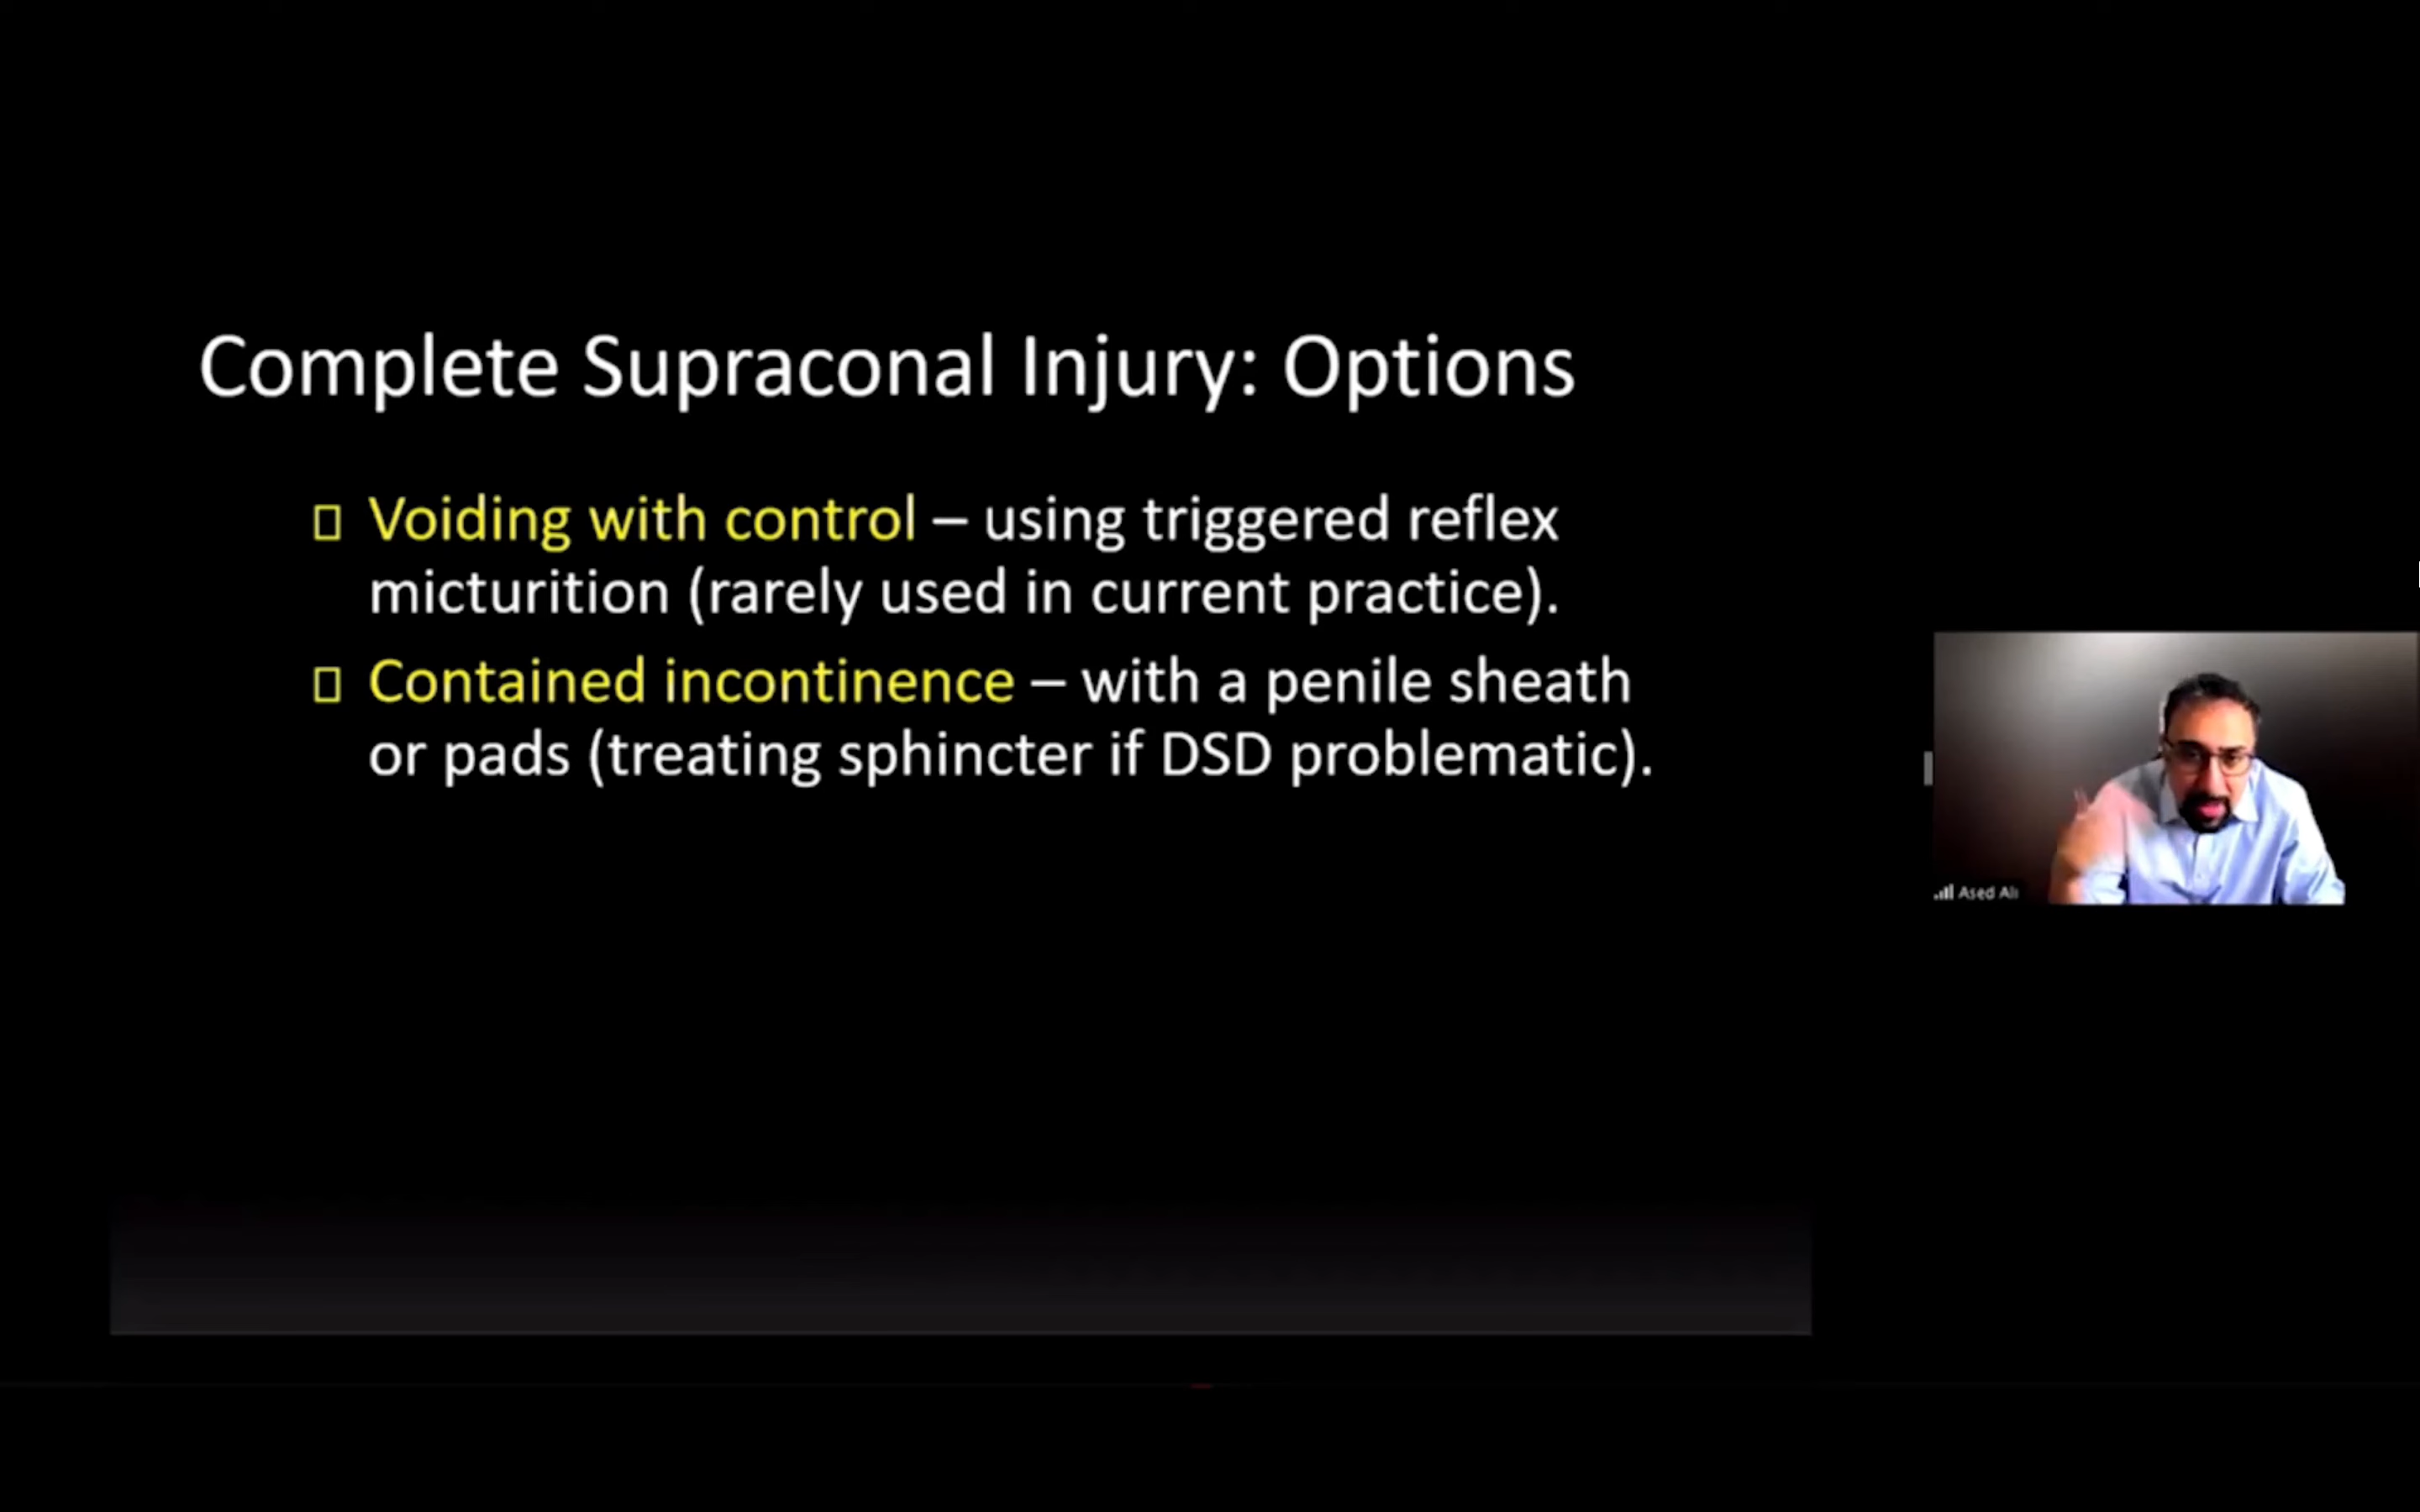 Complete Supraconal Injury: Options
Voiding with control – using triggered reflex
micturition (rarely used in current practice).
Contained incontinence – with a penile sheath
or pads (treating sphincter if DSD problematic).
Ased Ali